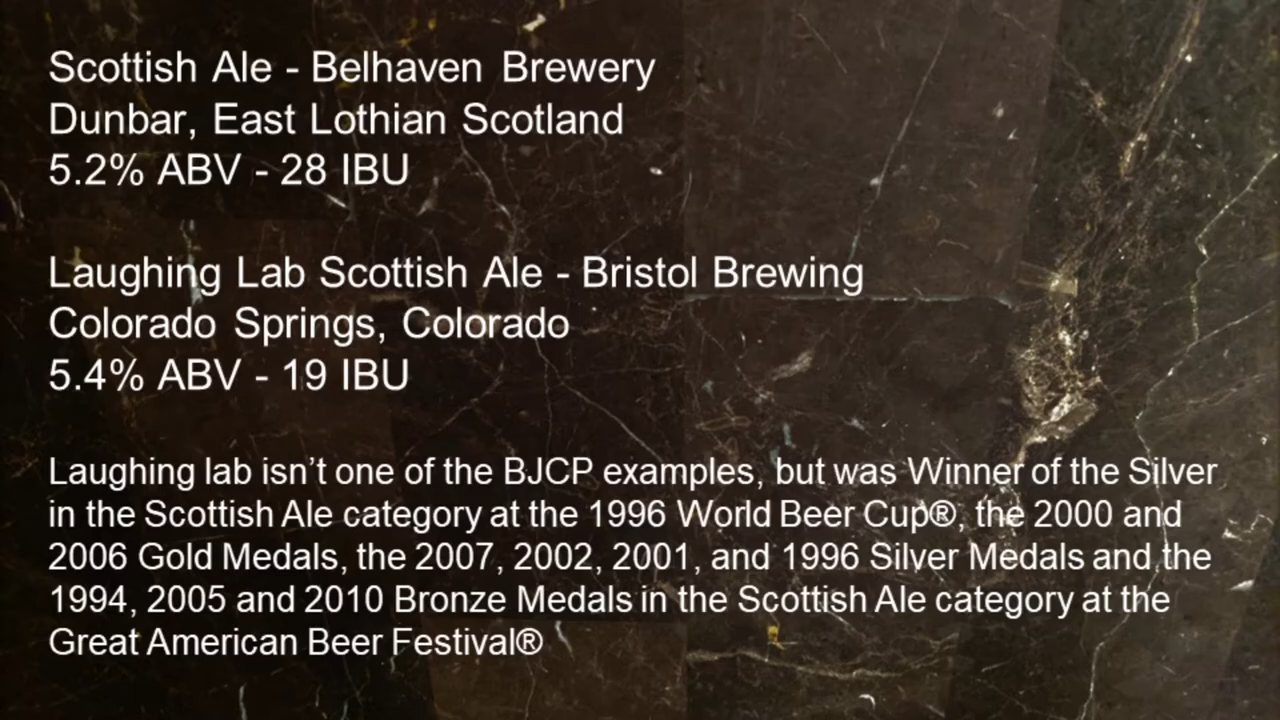 Scottish Ale - Belhaven Brewery
Dunbar, East Lothian Scotland
5.2% ABV - 28 IBU
Laughing Lab Scottish Ale - Bristol Brewing
Colorado Springs, Colorado
5.4% ABV - 19 IBU
Laughing lab isn’t one of the BJCP examples, but was Winner of the Silver
in the Scottish Ale category at the 1996 World Beer Cup®, the 2000 and
2006 Gold Medals, the 2007, 2002, 2001, and 1996 Silver Medals and the
1994, 2005 and 2010 Bronze Medals in the Scottish Ale category at the
Great American Beer Festival®